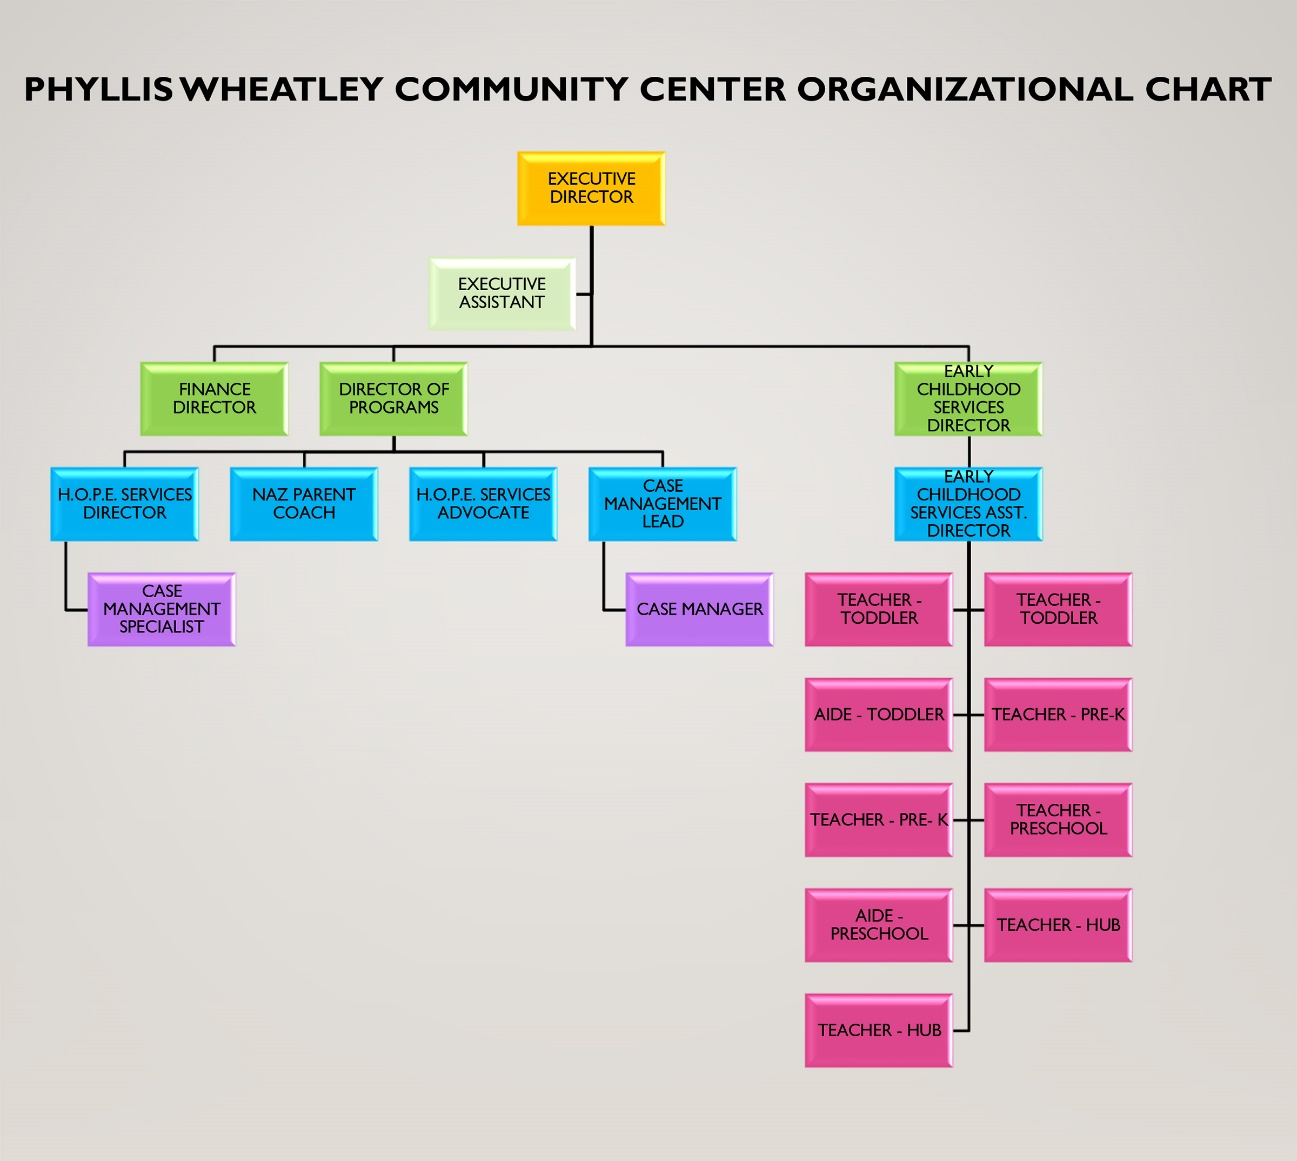 PHYLLIS WHEATLEY COMMUNITY CENTER ORGANIZATIONAL CHART
EXECUTIVE
DIRECTOR
EXECUTIVE
ASSISTANT
FINANCE
DIRECTOR
DIRECTOR OF
PROGRAMS
EARLY
CHILDHOOD
SERVICES
DIRECTOR
H.O.P.E. SERVICES
DIRECTOR
NAZ PARENT
COACH
H.O.P.E. SERVICES
ADVOCATE
CASE
MANAGEMENT
LEAD
EARLY
CHILDHOOD
SERVICES ASST.
DIRECTOR
CASE
MANAGEMENT
SPECIALIST
CASE MANAGER
TEACHER -
TODDLER
TEACHER -
TODDLER
AIDE - TODDLER
TEACHER - PRE-K
TEACHER - PRE- K
TEACHER -
PRESCHOOL
AIDE -
PRESCHOOL
TEACHER - HUB
TEACHER - HUB